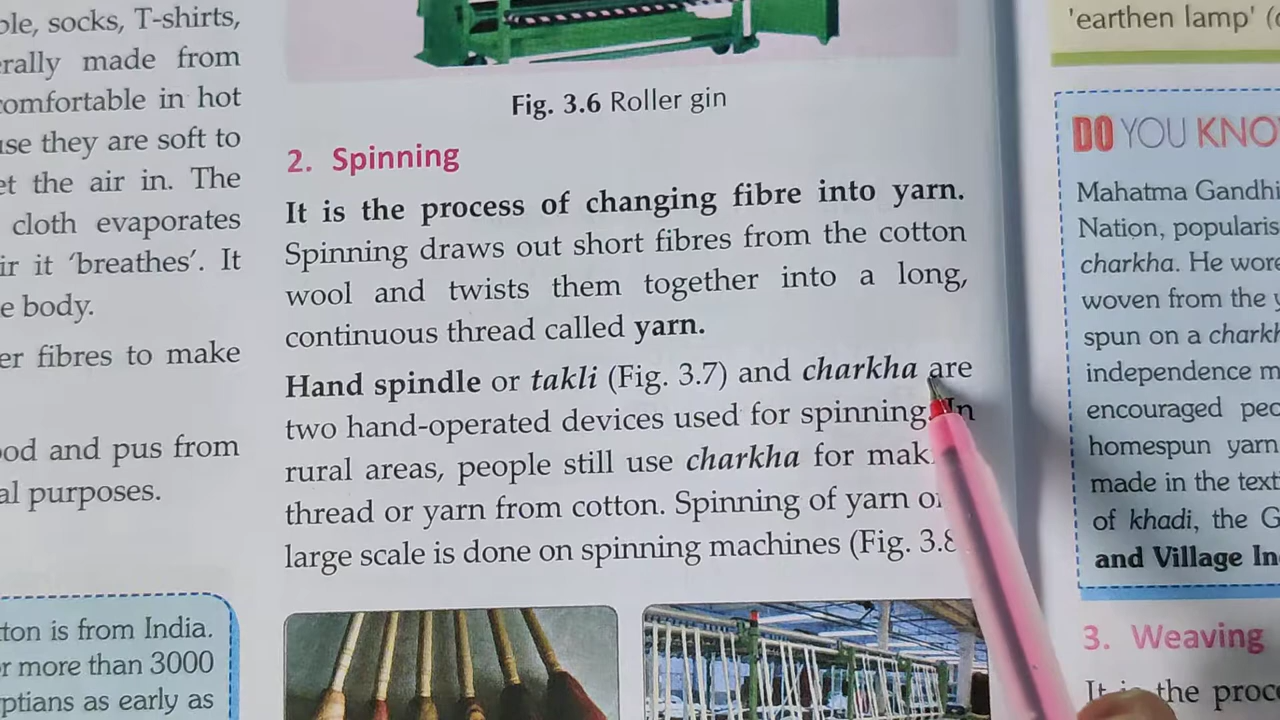 socks, T-shirts,
made from
comfortable in hot
they are soft to
the air in. The
cloth evaporates
it 'breathes'. It
body.
fibres to make
and pus from
purposes.
is from India.
more than 3000
as early as
Fig. 3.6 Roller gin
2. Spinning
It is the process of changing fibre into yarn.
Spinning draws out short fibres from the cotton
wool and twists them together into a long,
continuous thread called yarn.
Hand spindle or takli (Fig. 3.7) and charkha are
two hand-operated devices used for spinning. In
rural areas, people still use charkha for
thread or yarn from cotton. Spinning of yarn
large scale is done on spinning machines (Fig. 3.8
'earthen lamp'
DO YOU
Mahatma Gandhi
Nation,
charkha. He wore
woven from the
spun on a
independence
encouraged
homespun yarn
made in the
of khadi, the
and Village
3. Weaving
It is the